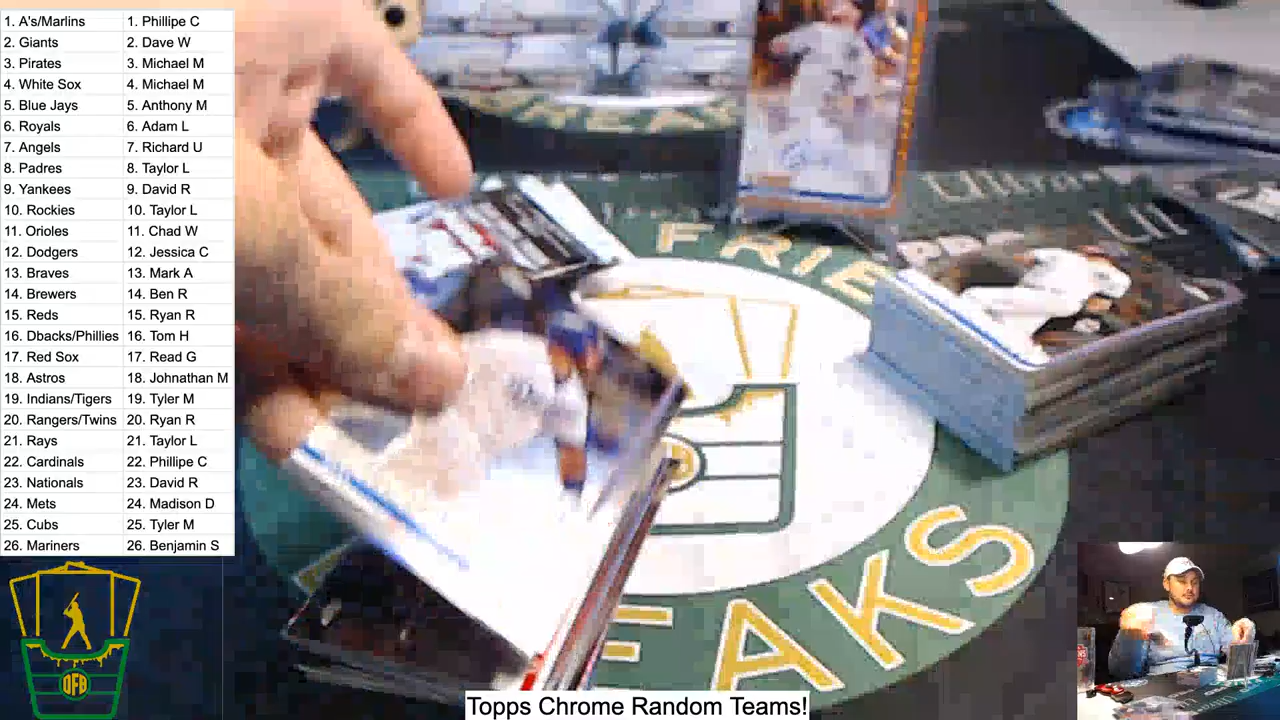 1. A's/Marlins 1. Phillipe C
2. Giants 2. Dave W
3. Pirates 3. Michael M
4. White Sox 4. Michael M
5. Blue Jays 5. Anthony M
6. Royals 6. Adam L
7. Angels 7. Richard U
8. Padres 8. Taylor L
9. Yankees 9. David R
10. Rockies 10. Taylor L
11. Orioles 11. Chad W
12. Dodgers 12. Jessica C
13. Braves 13. Mark A
14. Brewers 14. Ben R
15. Reds 15. Ryan R
16. Dbacks/Phillies 16. Tom H
17. Red Sox 17. Read G
18. Astros 18. Johnathan M
19. Indians/Tigers 19. Tyler M
20. Rangers/Twins 20. Ryan R
21. Rays 21. Taylor L
22. Cardinals 22. Phillipe C
23. Nationals 23. David R
24. Mets 24. Madison D
25. Cubs 25. Tyler M
26. Mariners 26. Benjamin S
FRIE
EAKS
OFB
Topps Chrome Random Teams!